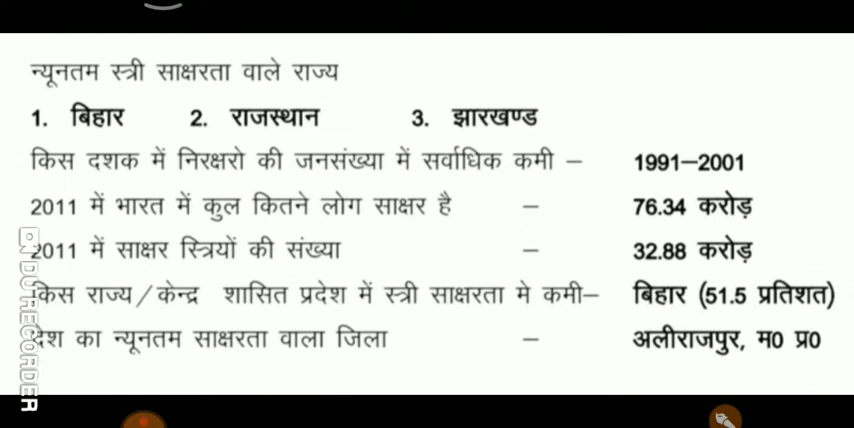 न्यूनतम स्त्री साक्षरता वाले राज्य
1. बिहार 2. राजस्थान 3. झारखण्ड
किस दशक में निरक्षरो की जनसंख्या में सर्वाधिक कमी – 1991–2001
2011 में भारत में कुल कितने लोग साक्षर है – 76.34 करोड़
2011 में साक्षर स्त्रियों की संख्या – 32.88 करोड़
किस राज्य/केन्द्र शासित प्रदेश में स्त्री साक्षरता मे कमी– बिहार (51.5 प्रतिशत)
देश का न्यूनतम साक्षरता वाला जिला – अलीराजपुर, म0 प्र0
DU RECORDER